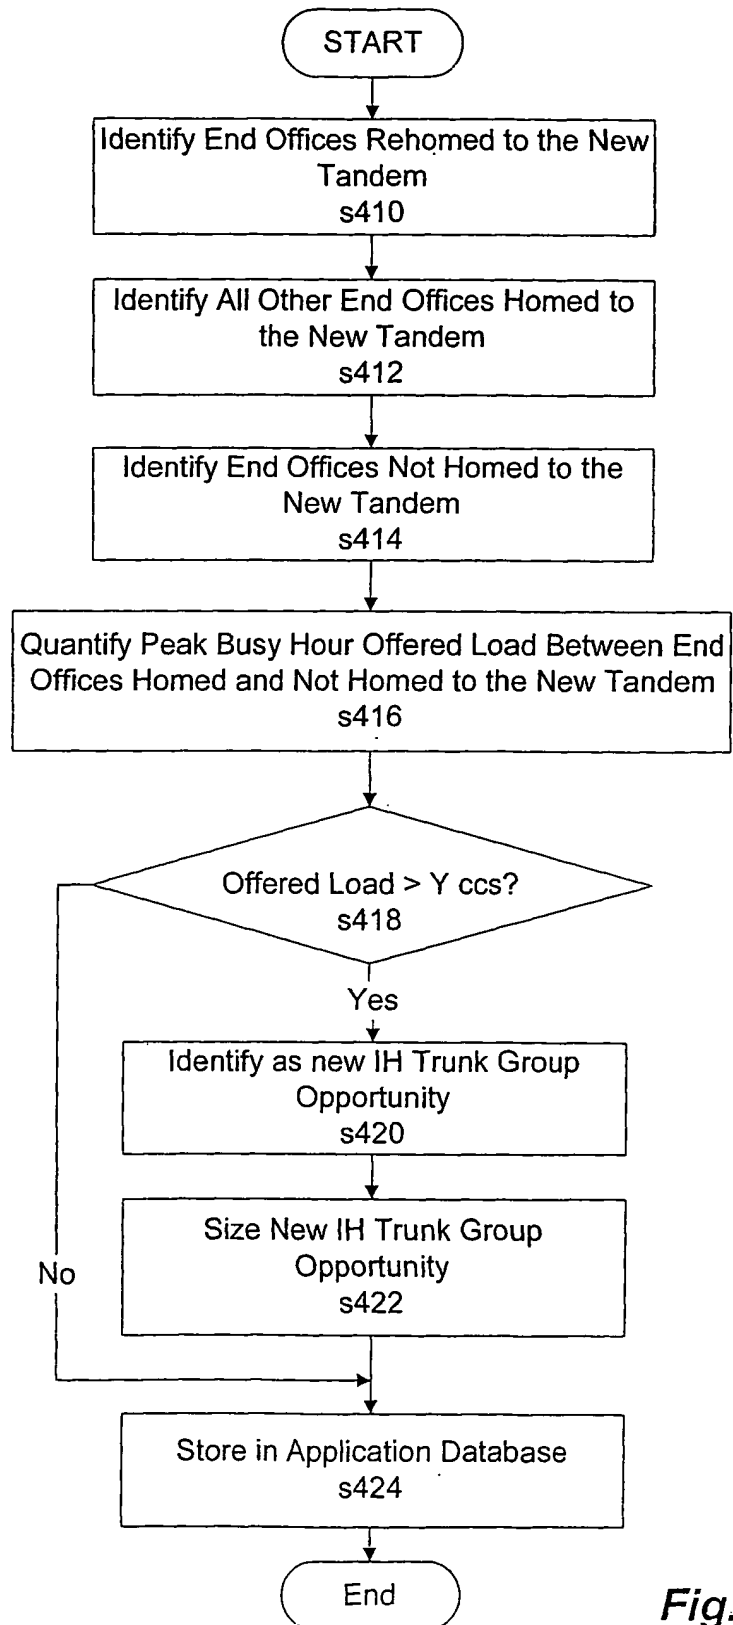 START
Identify End Offices Rehomed to the New
Tandem
s410
Identify All Other End Offices Homed to
the New Tandem
s412
Identify End Offices Not Homed to the
New Tandem
s414
Quantify Peak Busy Hour Offered Load Between End
Offices Homed and Not Homed to the New Tandem
s416
Offered Load > Y ccs?
s418
Yes
Identify as new IH Trunk Group
Opportunity
s420
Size New IH Trunk Group
Opportunity
s422
No
Store in Application Database
s424
End
Fig.